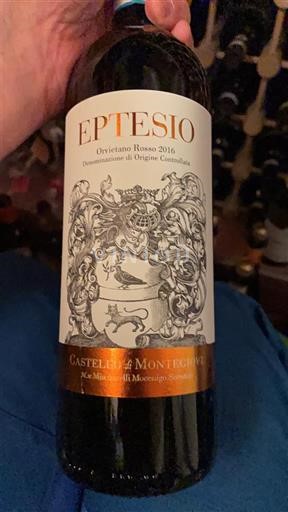 EPTESIO
Orvietano Rosso 2016
Denominazione di Origine Controllata
CASTELLO di MONTEGIOVE